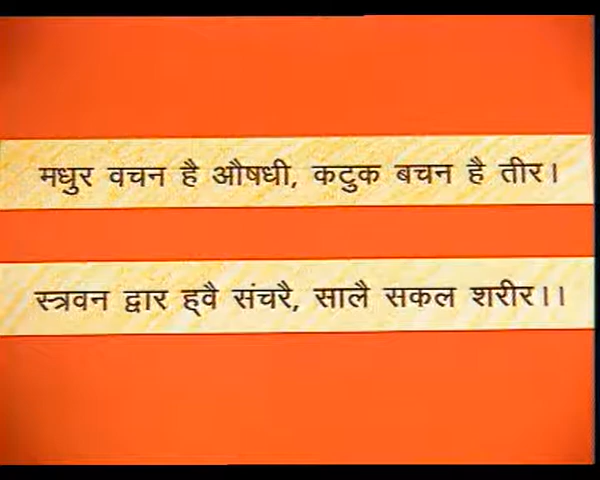 मधुर वचन है औषधी, कटुक बचन है तीर।
स्त्रवन द्वार ह्वै संचरै, सालै सकल शरीर।।